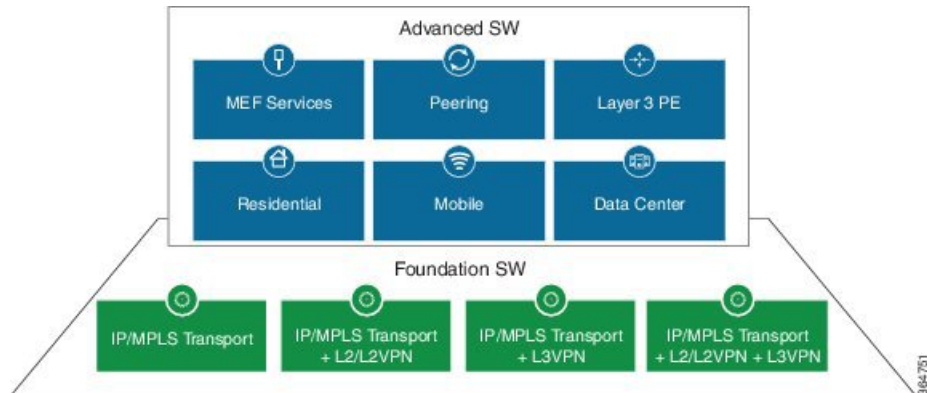 Advanced SW
MEF Services
Peering
Layer 3 PE
Residential
Mobile
Data Center
Foundation SW
IP/MPLS Transport
IP/MPLS Transport
+ L2/L2VPN
IP/MPLS Transport
+ L3VPN
IP/MPLS Transport
+ L2/L2VPN + L3VPN
364751